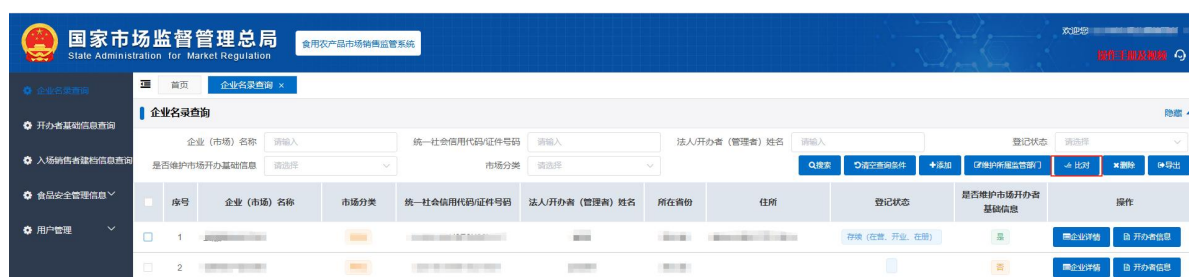 国家市场监督管理总局
State Administration for Market Regulation
食用农产品市场销售监管系统
欢迎您
操作手册及视频
企业名录查询
开办者基础信息查询
入场销售者建档信息查询
食品安全管理信息
用户管理
首页 企业名录查询 ×
企业名录查询 隐藏
企业（市场）名称 请输入 统一社会信用代码/证件号码 请输入 法人/开办者（管理者）姓名 请输入 登记状态 请选择
是否维护市场开办基础信息 请选择 市场分类 请选择 搜索 清空查询条件 +添加 维护所属监管部门 比对 ×删除 导出
序号 企业（市场）名称 市场分类 统一社会信用代码/证件号码 法人/开办者（管理者）姓名 所在省份 住所 登记状态 是否维护市场开办者基础信息 操作
1 存续（在营、开业、在册） 是 企业详情 开办者信息
2 否 企业详情 开办者信息